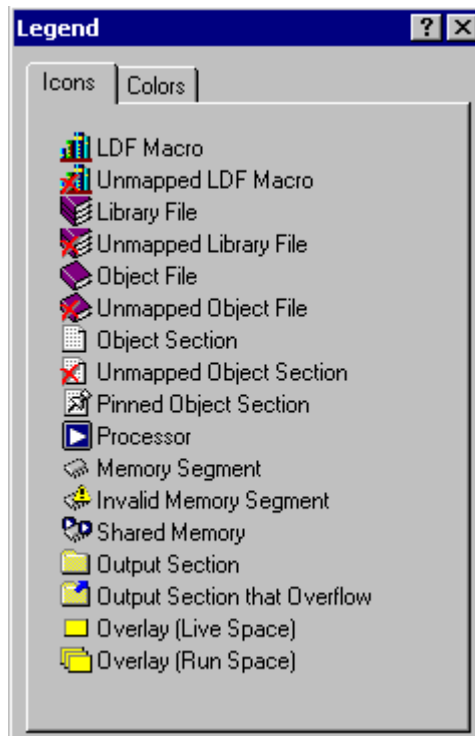 Legend
Icons Colors
LDF Macro
Unmapped LDF Macro
Library File
Unmapped Library File
Object File
Unmapped Object File
Object Section
Unmapped Object Section
Pinned Object Section
Processor
Memory Segment
Invalid Memory Segment
Shared Memory
Output Section
Output Section that Overflow
Overlay (Live Space)
Overlay (Run Space)